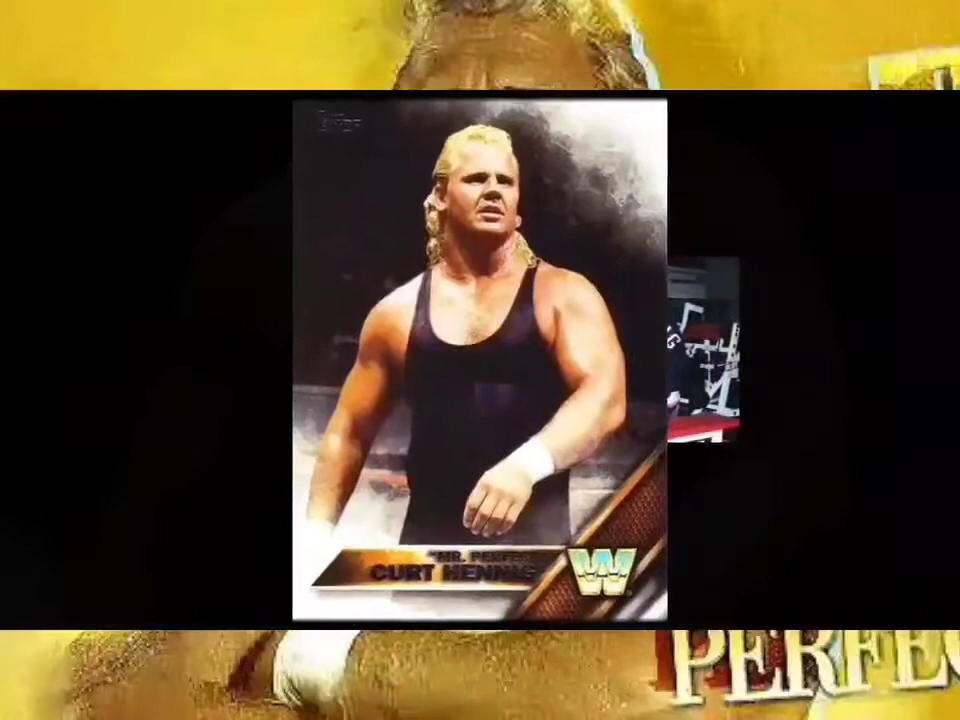 TOPPS
"MR. PERFECT"
CURT HENNIG
W
PERFEC